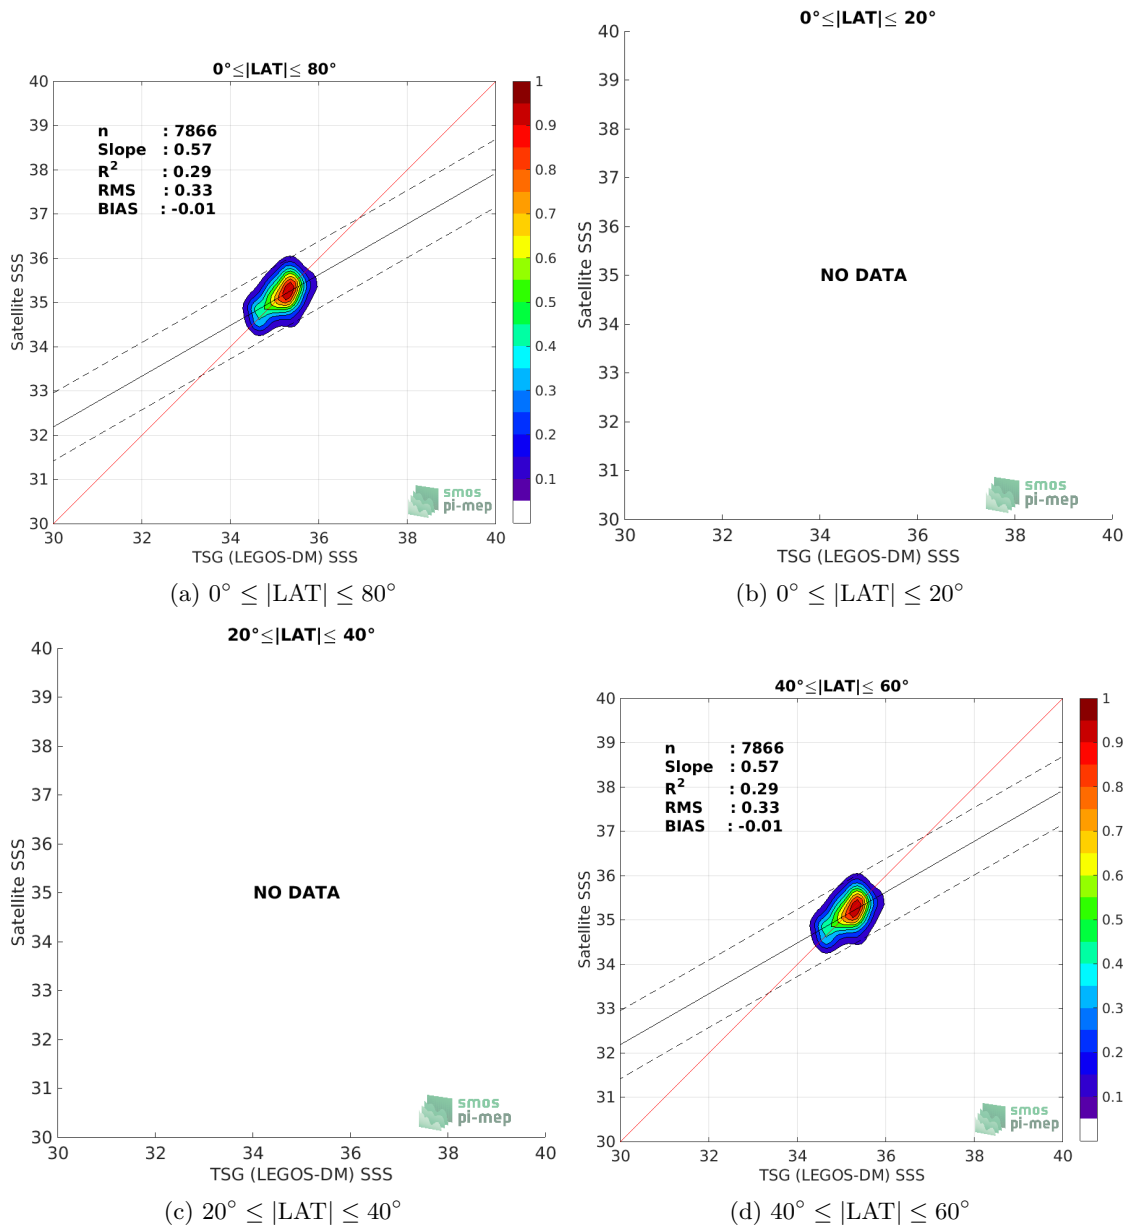 0°≤|LAT|≤ 80°
n : 7866
Slope : 0.57
R² : 0.29
RMS : 0.33
BIAS : -0.01
40
39
38
37
36
35
34
33
32
31
30
Satellite SSS
30 32 34 36 38 40
TSG (LEGOS-DM) SSS
1
0.9
0.8
0.7
0.6
0.5
0.4
0.3
0.2
0.1
smos
pi-mep
(a) 0° ≤ |LAT| ≤ 80°
0°≤|LAT|≤ 20°
40
39
38
37
36
35
34
33
32
31
30
Satellite SSS
NO DATA
smos
pi-mep
30 32 34 36 38 40
TSG (LEGOS-DM) SSS
(b) 0° ≤ |LAT| ≤ 20°
20°≤|LAT|≤ 40°
40
39
38
37
36
35
34
33
32
31
30
Satellite SSS
NO DATA
smos
pi-mep
30 32 34 36 38 40
TSG (LEGOS-DM) SSS
(c) 20° ≤ |LAT| ≤ 40°
40°≤|LAT|≤ 60°
n : 7866
Slope : 0.57
R² : 0.29
RMS : 0.33
BIAS : -0.01
40
39
38
37
36
35
34
33
32
31
30
Satellite SSS
30 32 34 36 38 40
TSG (LEGOS-DM) SSS
1
0.9
0.8
0.7
0.6
0.5
0.4
0.3
0.2
0.1
smos
pi-mep
(d) 40° ≤ |LAT| ≤ 60°